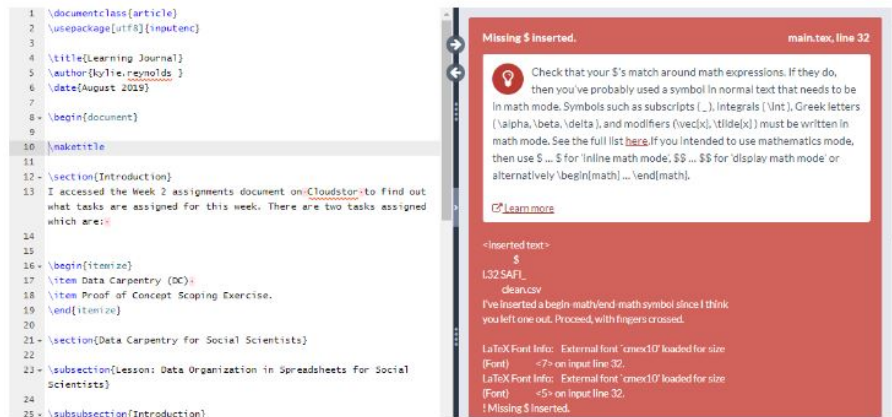 1 \documentclass{article}
2 \usepackage[utf8]{inputenc}
3
4 \title{Learning Journal}
5 \author{kylie.reynolds }
6 \date{August 2019}
7
8 \begin{document}
9
10 \maketitle
11
12 \section{Introduction}
13 I accessed the Week 2 assignments document on Cloudstor to find out
what tasks are assigned for this week. There are two tasks assigned
which are:
14
15
16 \begin{itemize}
17 \item Data Carpentry (DC)
18 \item Proof of Concept Scoping Exercise.
19 \end{itemize}
20
21 \section{Data Carpentry for Social Scientists}
22
23 \subsection{Lesson: Data Organization in Spreadsheets for Social
Scientists}
24
25 \subsubsection{Introduction}
Missing $ inserted. main.tex, line 32
Check that your $'s match around math expressions. If they do,
then you've probably used a symbol in normal text that needs to be
in math mode. Symbols such as subscripts ( _ ), integrals ( \int ), Greek letters
( \alpha, \beta, \delta ), and modifiers (\vec{x}, \tilde{x} ) must be written in
math mode. See the full list here.If you intended to use mathematics mode,
then use $ ... $ for 'inline math mode', $$ ... $$ for 'display math mode' or
alternatively \begin{math} ... \end{math}.
Learn more
<inserted text>
$
l.32 SAFI_
clean.csv
I've inserted a begin-math/end-math symbol since I think
you left one out. Proceed, with fingers crossed.
LaTeX Font Info: External font `cmex10' loaded for size
(Font) <7> on input line 32.
LaTeX Font Info: External font `cmex10' loaded for size
(Font) <5> on input line 32.
! Missing $ inserted.